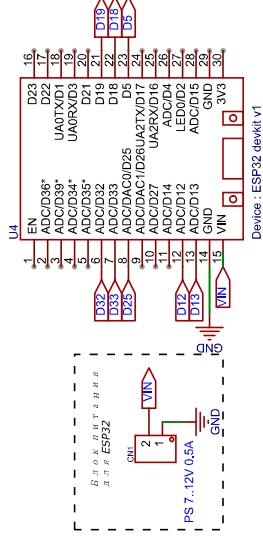 D19
D18
D5
16
17
18
19
20
21
22
23
24
25
26
27
28
29
30
D23
D22
UA0TX/D1
UA0RX/D3
D21
D19
D18
D5
UA2TX/D17
UA2RX/D16
ADC/D4
LED0/D2
ADC/D15
GND
3V3
Device : ESP32 devkit v1
U4
EN
ADC/D36*
ADC/D39*
ADC/D34*
ADC/D35*
ADC/D32
ADC/D33
ADC/DAC0/D25
ADC/DAC1/D26
ADC/D27
ADC/D14
ADC/D12
ADC/D13
GND
VIN
1
2
3
4
5
6
7
8
9
10
11
12
13
14
15
D32
D33
D25
D12
D13
GND
VIN
Блок питания
для ESP32
VIN
CN1
2
1
GND
PS 7..12V 0,5A